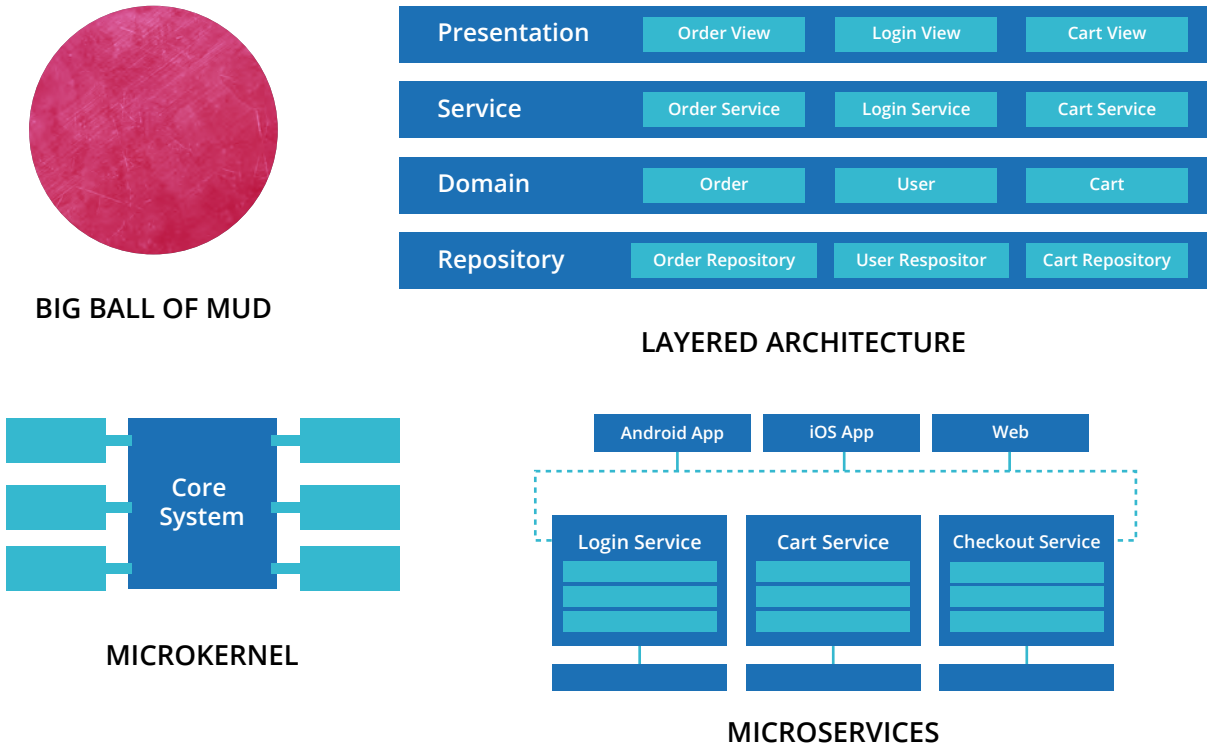 Presentation
Order View
Login View
Cart View
Service
Order Service
Login Service
Cart Service
Domain
Order
User
Cart
Repository
Order Repository
User Respositor
Cart Repository
BIG BALL OF MUD
LAYERED ARCHITECTURE
Core
System
MICROKERNEL
Android App
iOS App
Web
Login Service
Cart Service
Checkout Service
MICROSERVICES